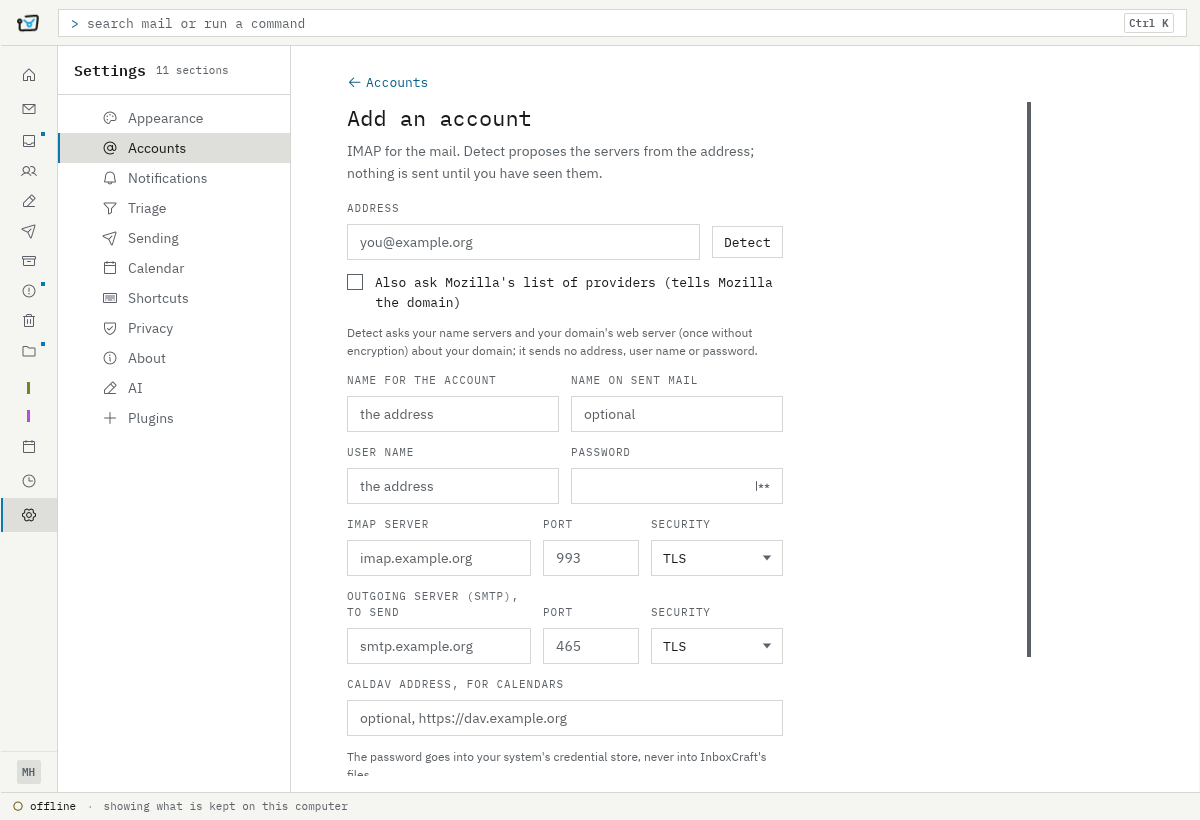 > search mail or run a command
Ctrl K
Settings 11 sections
Appearance
Accounts
Notifications
Triage
Sending
Calendar
Shortcuts
Privacy
About
AI
Plugins
← Accounts
Add an account
IMAP for the mail. Detect proposes the servers from the address;
nothing is sent until you have seen them.
ADDRESS
you@example.org
Detect
Also ask Mozilla's list of providers (tells Mozilla
the domain)
Detect asks your name servers and your domain's web server (once without
encryption) about your domain; it sends no address, user name or password.
NAME FOR THE ACCOUNT
NAME ON SENT MAIL
the address
optional
USER NAME
PASSWORD
the address
IMAP SERVER
PORT
SECURITY
imap.example.org
993
TLS
OUTGOING SERVER (SMTP),
TO SEND
PORT
SECURITY
smtp.example.org
465
TLS
CALDAV ADDRESS, FOR CALENDARS
optional, https://dav.example.org
The password goes into your system's credential store, never into InboxCraft's
files.
MH
offline · showing what is kept on this computer